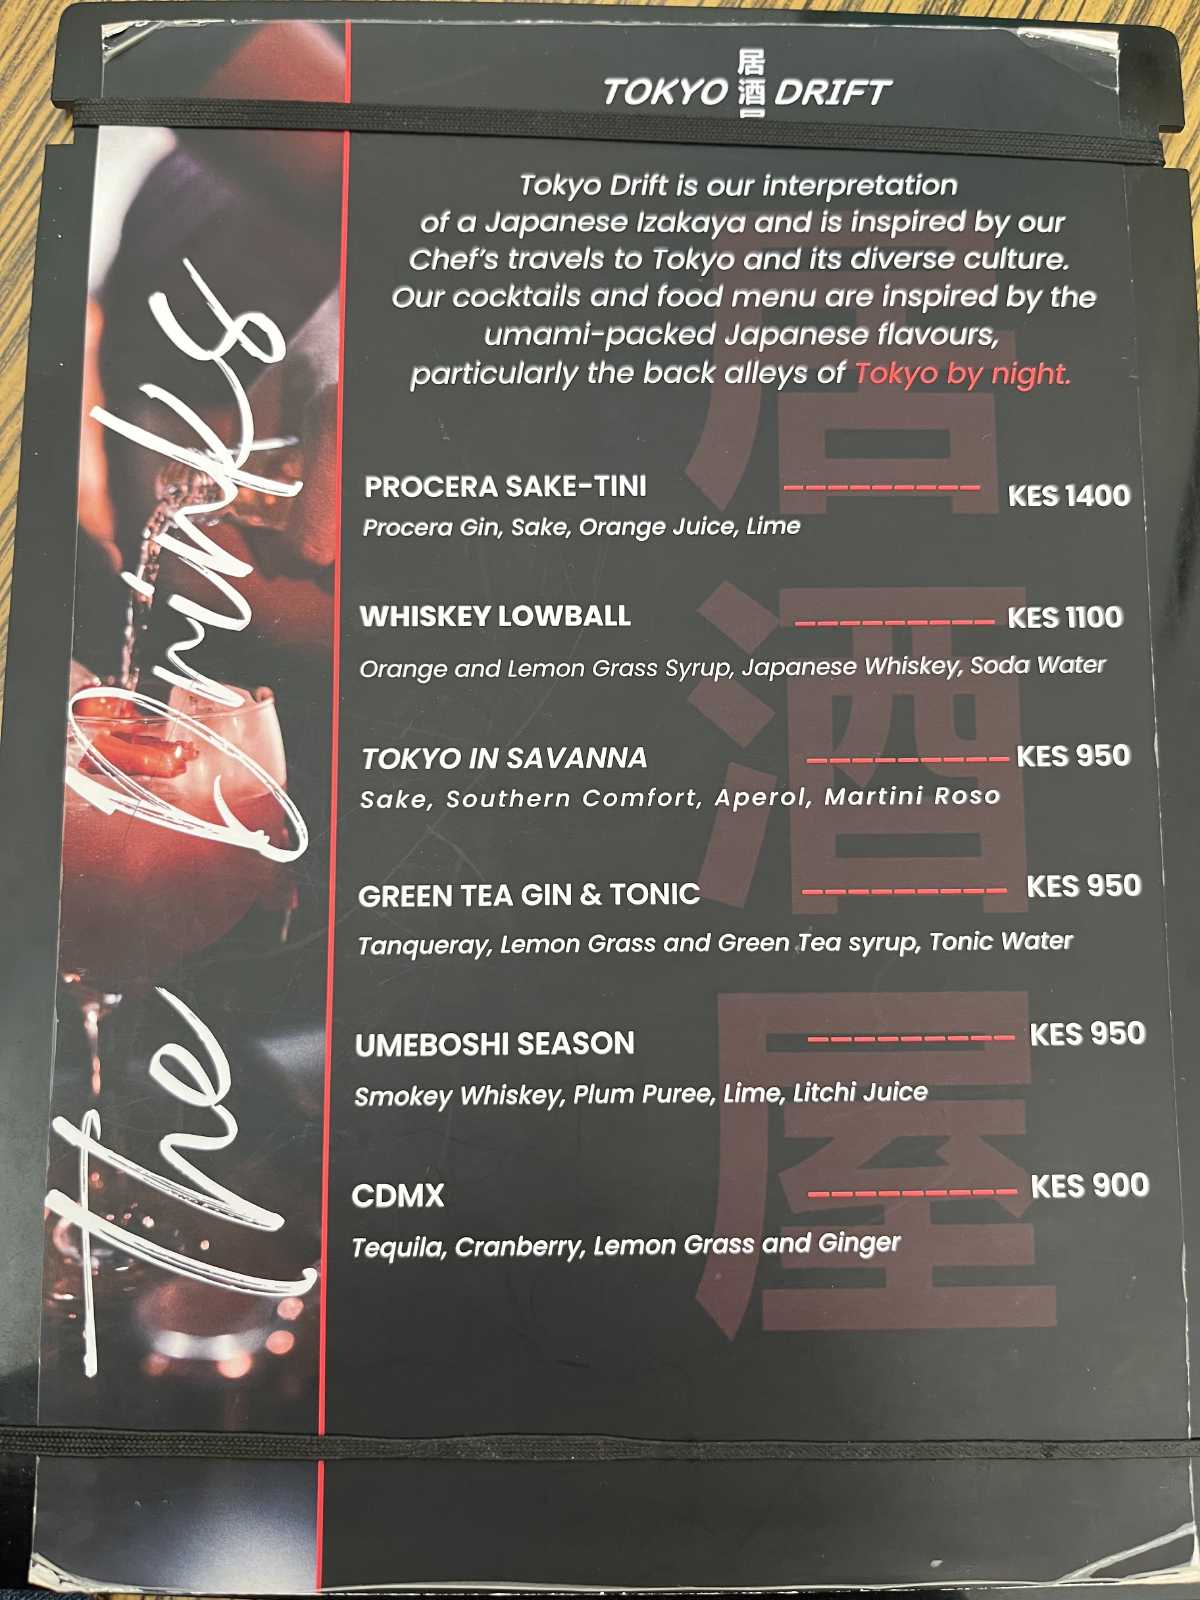 TOKYO 居酒 DRIFT
Tokyo Drift is our interpretation
of a Japanese Izakaya and is inspired by our
Chef's travels to Tokyo and its diverse culture.
Our cocktails and food menu are inspired by the
umami-packed Japanese flavours,
particularly the back alleys of Tokyo by night.
The Drinks
居酒屋
PROCERA SAKE-TINI KES 1400
Procera Gin, Sake, Orange Juice, Lime
WHISKEY LOWBALL KES 1100
Orange and Lemon Grass Syrup, Japanese Whiskey, Soda Water
TOKYO IN SAVANNA KES 950
Sake, Southern Comfort, Aperol, Martini Roso
GREEN TEA GIN & TONIC KES 950
Tanqueray, Lemon Grass and Green Tea syrup, Tonic Water
UMEBOSHI SEASON KES 950
Smokey Whiskey, Plum Puree, Lime, Litchi Juice
CDMX KES 900
Tequila, Cranberry, Lemon Grass and Ginger